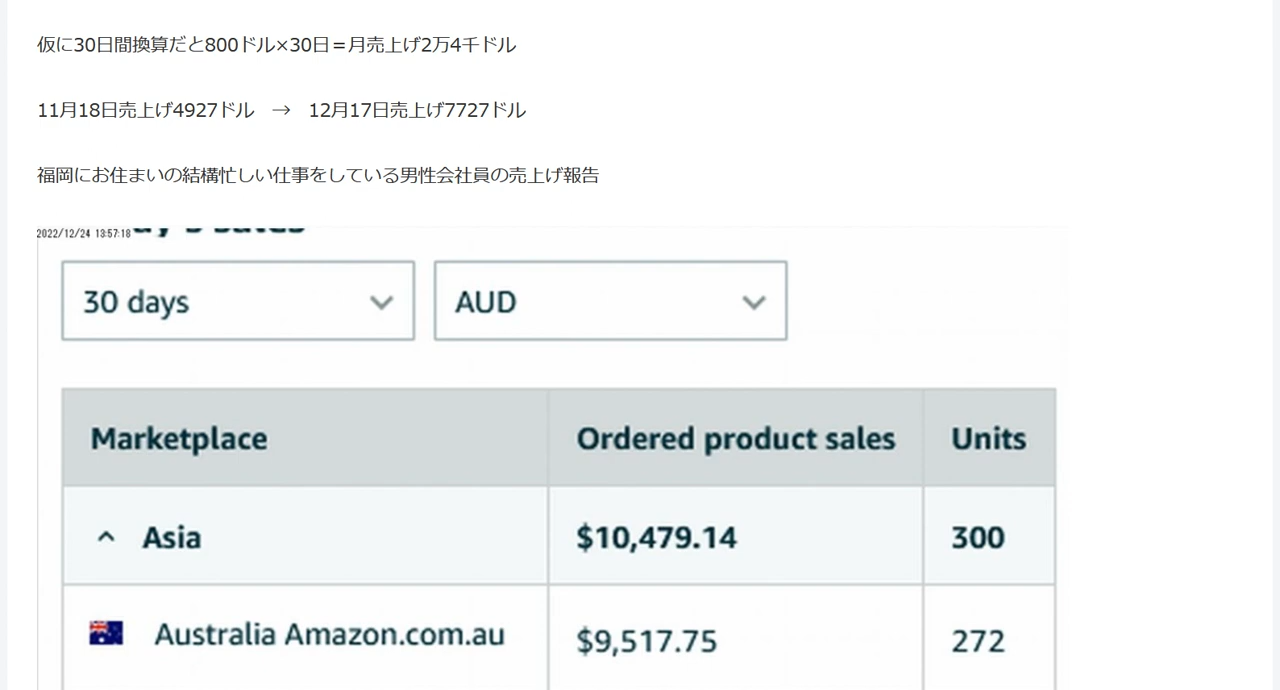 仮に30日間換算だと800ドル×30日＝月売上げ2万4千ドル
11月18日売上げ4927ドル　→　12月17日売上げ7727ドル
福岡にお住まいの結構忙しい仕事をしている男性会社員の売上げ報告
2022/12/24 13:57:18
30 days AUD
Marketplace Ordered product sales Units
Asia $10,479.14 300
Australia Amazon.com.au $9,517.75 272